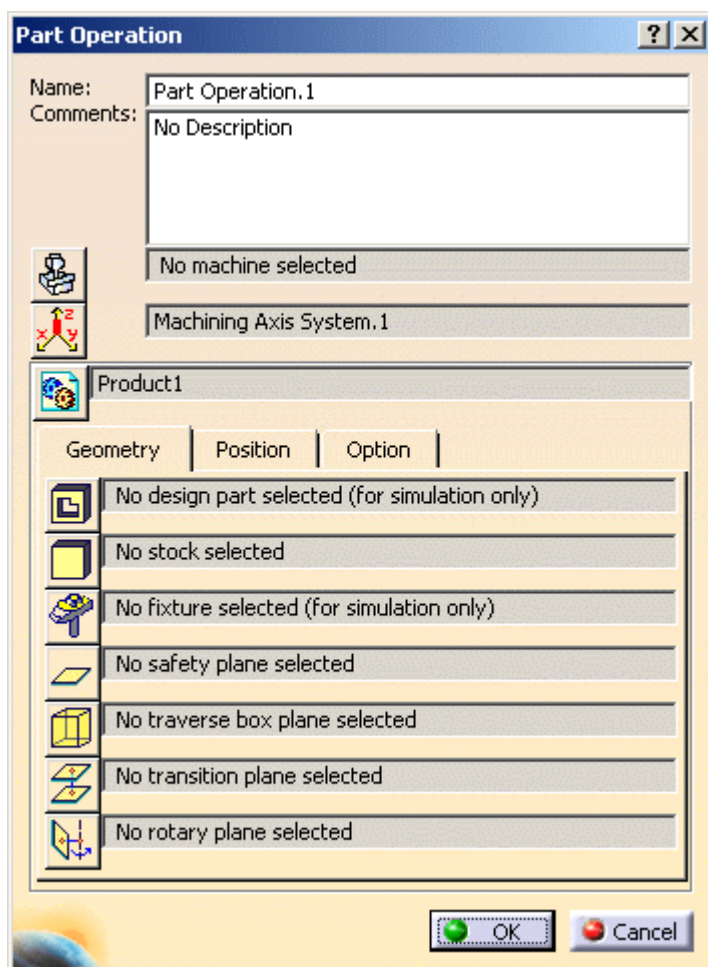 Part Operation
Name: Part Operation.1
Comments: No Description
No machine selected
Machining Axis System.1
Product1
Geometry Position Option
No design part selected (for simulation only)
No stock selected
No fixture selected (for simulation only)
No safety plane selected
No traverse box plane selected
No transition plane selected
No rotary plane selected
OK Cancel